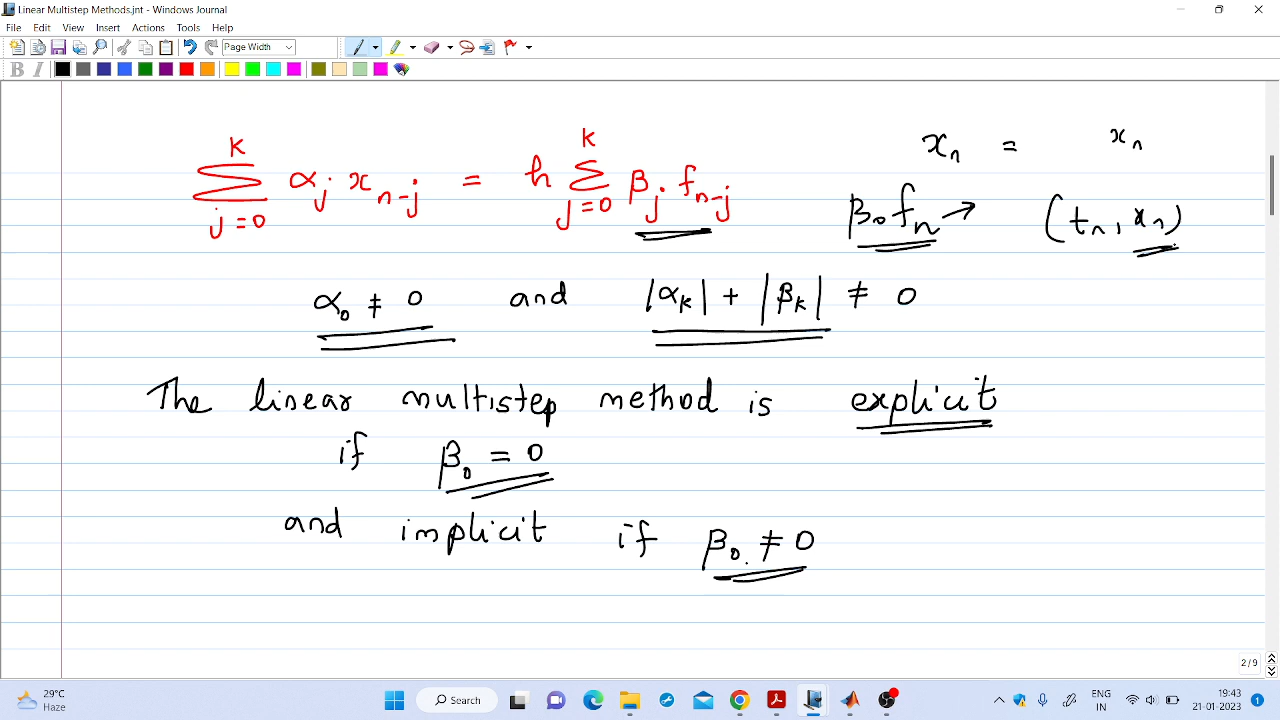 Linear Multistep Methods.jnt - Windows Journal
File Edit View Insert Actions Tools Help
Page Width
B I
∑_{j=0}^{k} α_j x_{n-j} = h ∑_{j=0}^{k} β_j f_{n-j}
x_n = x_n
β_0 f_n → (t_n, x_n)
α_0 ≠ 0 and |α_k| + |β_k| ≠ 0
The linear multistep method is explicit
if β_0 = 0
and implicit if β_0 ≠ 0
2/9
29°C
Haze
Search
ENG
IN
19:43
21-01-2023
1